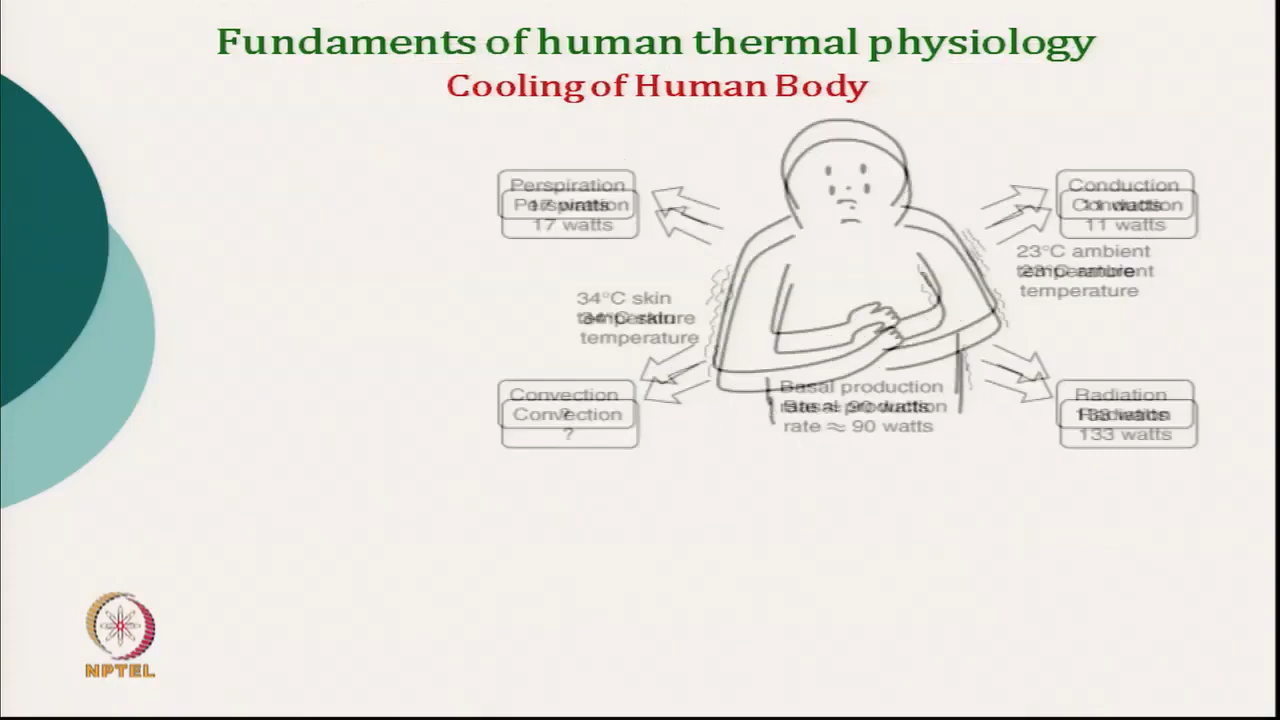 Fundaments of human thermal physiology
Cooling of Human Body
Perspiration
17 watts
Conduction
11 watts
23°C ambient
temperature
34°C skin
temperature
Convection
?
Basal production
rate ≈ 90 watts
Radiation
133 watts
NPTEL